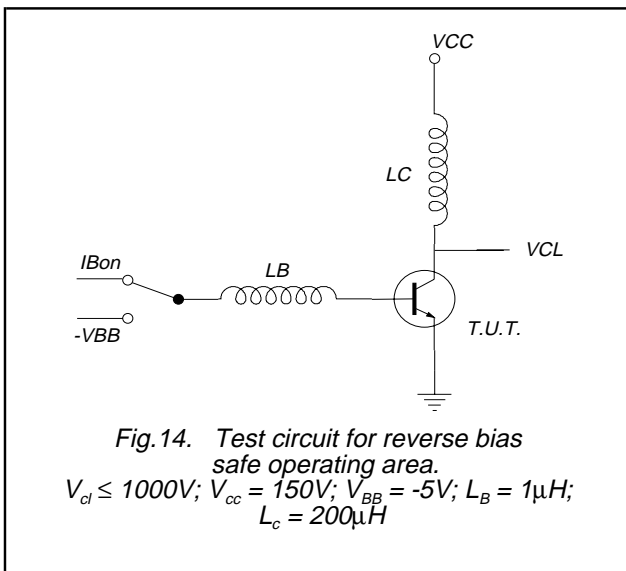 VCC
LC
VCL
IBon
LB
-VBB
T.U.T.
Fig.14. Test circuit for reverse bias
safe operating area.
Vcl ≤ 1000V; Vcc = 150V; VBB = -5V; LB = 1μH;
Lc = 200μH